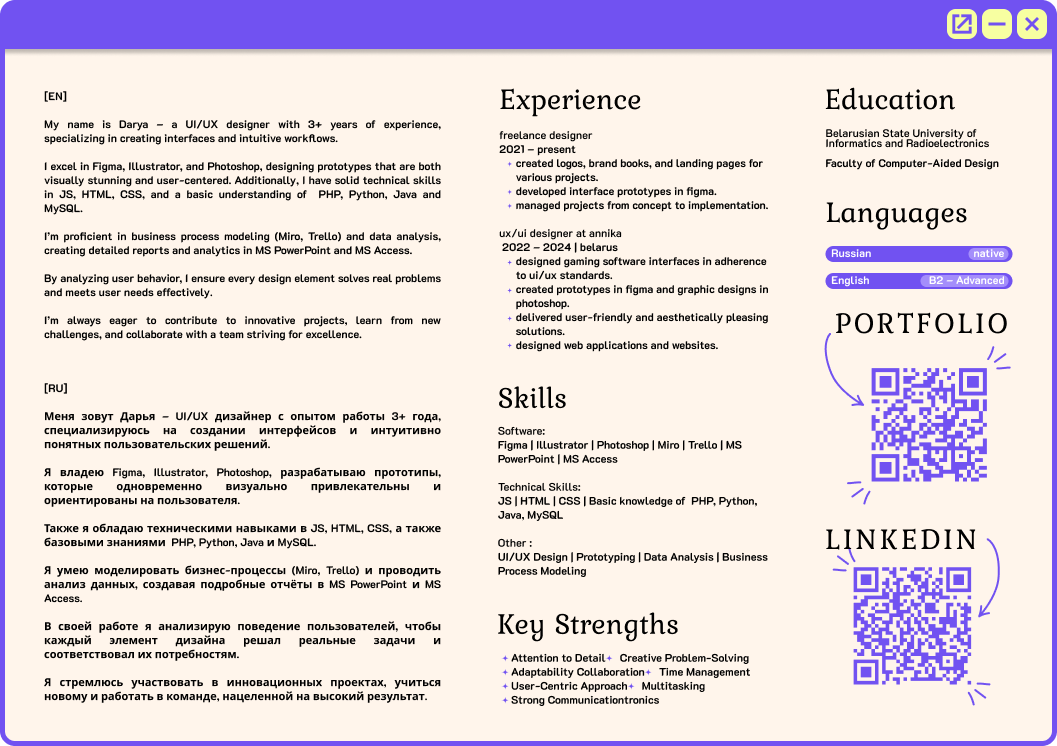 [EN]
My name is Darya – a UI/UX designer with 3+ years of experience,
specializing in creating interfaces and intuitive workflows.
I excel in Figma, Illustrator, and Photoshop, designing prototypes that are both
visually stunning and user-centered. Additionally, I have solid technical skills
in JS, HTML, CSS, and a basic understanding of PHP, Python, Java and
MySQL.
I'm proficient in business process modeling (Miro, Trello) and data analysis,
creating detailed reports and analytics in MS PowerPoint and MS Access.
By analyzing user behavior, I ensure every design element solves real problems
and meets user needs effectively.
I'm always eager to contribute to innovative projects, learn from new
challenges, and collaborate with a team striving for excellence.
[RU]
Меня зовут Дарья – UI/UX дизайнер с опытом работы 3+ года,
специализируюсь на создании интерфейсов и интуитивно
понятных пользовательских решений.
Я владею Figma, Illustrator, Photoshop, разрабатываю прототипы,
которые одновременно визуально привлекательны и
ориентированы на пользователя.
Также я обладаю техническими навыками в JS, HTML, CSS, а также
базовыми знаниями PHP, Python, Java и MySQL.
Я умею моделировать бизнес-процессы (Miro, Trello) и проводить
анализ данных, создавая подробные отчёты в MS PowerPoint и MS
Access.
В своей работе я анализирую поведение пользователей, чтобы
каждый элемент дизайна решал реальные задачи и
соответствовал их потребностям.
Я стремлюсь участвовать в инновационных проектах, учиться
новому и работать в команде, нацеленной на высокий результат.
Experience
freelance designer
2021 – present
created logos, brand books, and landing pages for
various projects.
developed interface prototypes in figma.
managed projects from concept to implementation.
ux/ui designer at annika
2022 – 2024 | belarus
designed gaming software interfaces in adherence
to ui/ux standards.
created prototypes in figma and graphic designs in
photoshop.
delivered user-friendly and aesthetically pleasing
solutions.
designed web applications and websites.
Skills
Software:
Figma | Illustrator | Photoshop | Miro | Trello | MS
PowerPoint | MS Access
Technical Skills:
JS | HTML | CSS | Basic knowledge of PHP, Python,
Java, MySQL
Other :
UI/UX Design | Prototyping | Data Analysis | Business
Process Modeling
Key Strengths
Attention to Detail Creative Problem-Solving
Adaptability Collaboration Time Management
User-Centric Approach Multitasking
Strong Communicationtronics
Education
Belarusian State University of
Informatics and Radioelectronics
Faculty of Computer-Aided Design
Languages
Russian native
English B2 – Advanced
PORTFOLIO
LINKEDIN